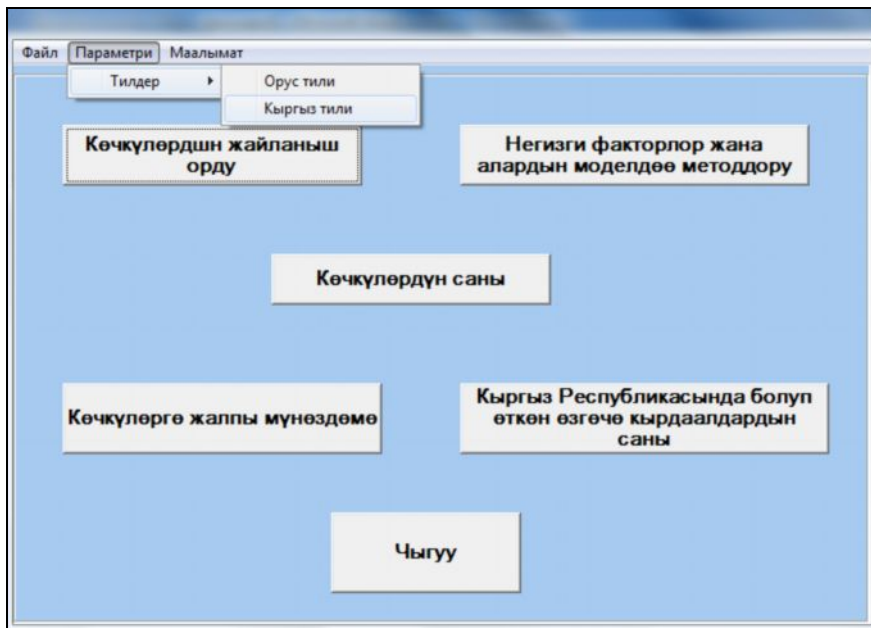 Файл Параметри Маалымат
Тилдер
Орус тили
Кыргыз тили
Көчкүлөрдшн жайланыш
орду
Негизги факторлор жана
алардын моделдөө методдору
Көчкүлөрдүн саны
Көчкүлөргө жалпы мүнөздөмө
Кыргыз Республикасында болуп
өткөн өзгөчө кырдаалдардын
саны
Чыгуу